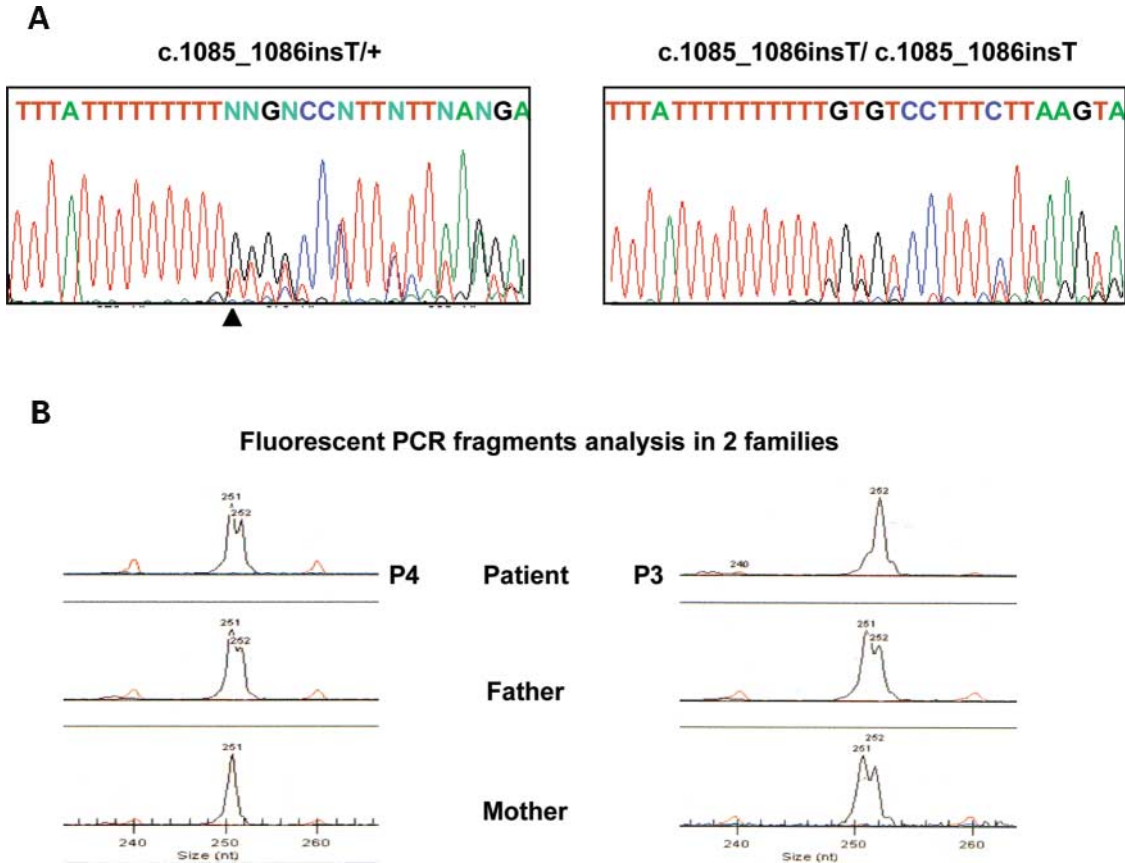 A
c.1085_1086insT/+
c.1085_1086insT/ c.1085_1086insT
TTTATTTTTTTTTNNGNCCNTTNTTNANGA
TTTATTTTTTTTTTGTGTCCTTTCTTAAGTA
B
Fluorescent PCR fragments analysis in 2 families
251
252
252
240
P4
Patient
P3
251
252
Father
251
252
251
Mother
252
251
240 250 260
Size (nt)
240 250 260
Size (nt)